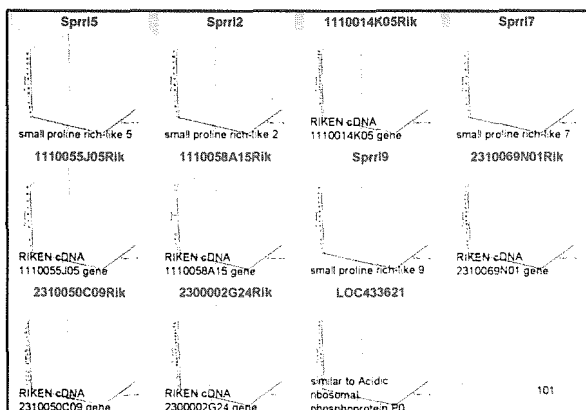 Sprrl5 Sprrl2 1110014K05Rik Sprrl7
small proline rich-like 5 small proline rich-like 2 RIKEN cDNA 1110014K05 gene small proline rich-like 7
1110055J05Rik 1110058A15Rik Sprrl9 2310069N01Rik
RIKEN cDNA 1110055J05 gene RIKEN cDNA 1110058A15 gene small proline rich-like 9 RIKEN cDNA 2310069N01 gene
2310050C09Rik 2300002G24Rik LOC433621
RIKEN cDNA 2310050C09 gene RIKEN cDNA 2300002G24 gene similar to Acidic ribosomal phosphoprotein P0
101